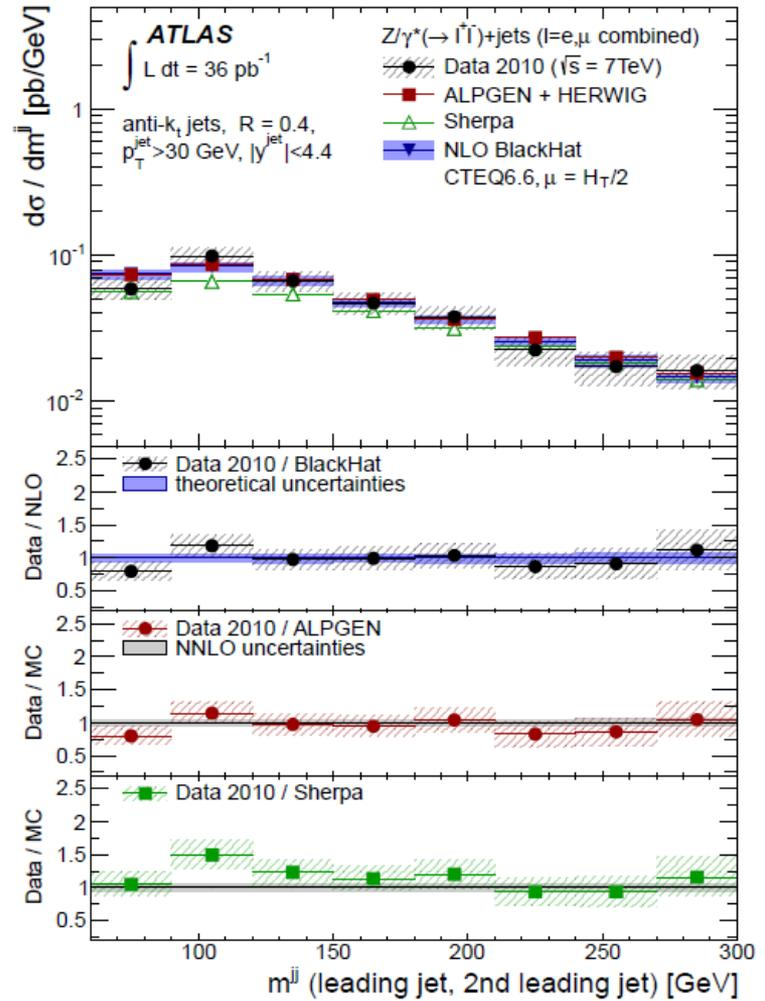 dσ / dm^jj [pb/GeV]
ATLAS
∫ L dt = 36 pb^-1
anti-k_t jets, R = 0.4,
p_T^jet>30 GeV, |y^jet|<4.4
Z/γ*(→ l^+l^-)+jets (l=e,μ combined)
Data 2010 (√s = 7TeV)
ALPGEN + HERWIG
Sherpa
NLO BlackHat
CTEQ6.6, μ = H_T/2
1
10^-1
10^-2
Data / NLO
2.5
2
1.5
1
0.5
Data 2010 / BlackHat
theoretical uncertainties
Data / MC
2.5
2
1.5
1
0.5
Data 2010 / ALPGEN
NNLO uncertainties
Data / MC
2.5
2
1.5
1
0.5
Data 2010 / Sherpa
100 150 200 250 300
m^jj (leading jet, 2nd leading jet) [GeV]